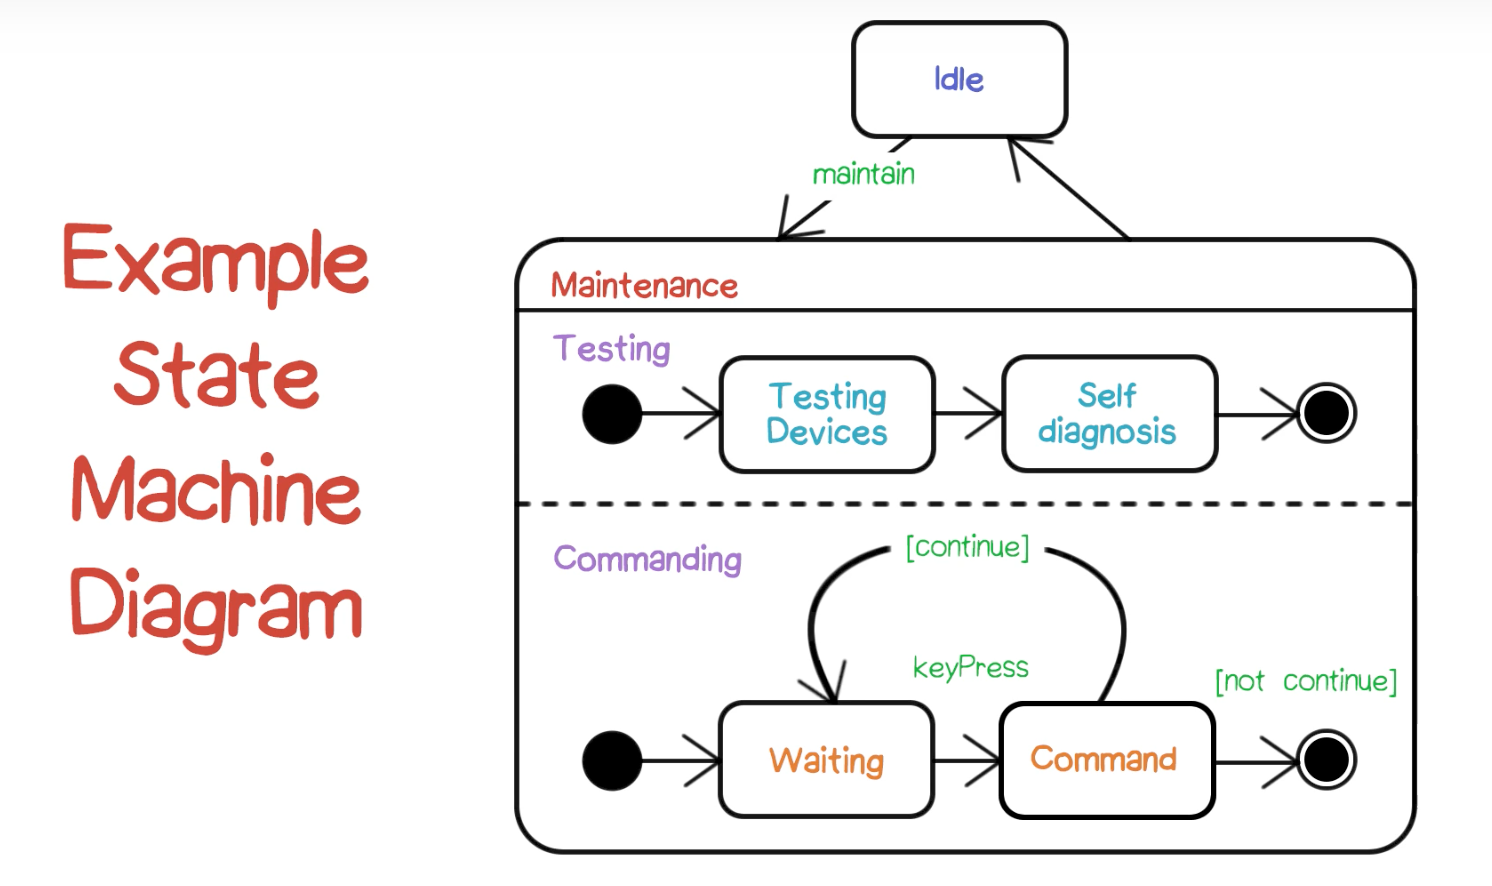 Example
State
Machine
Diagram
Idle
maintain
Maintenance
Testing
Testing
Devices
Self
diagnosis
Commanding
[continue]
keyPress
[not continue]
Waiting
Command